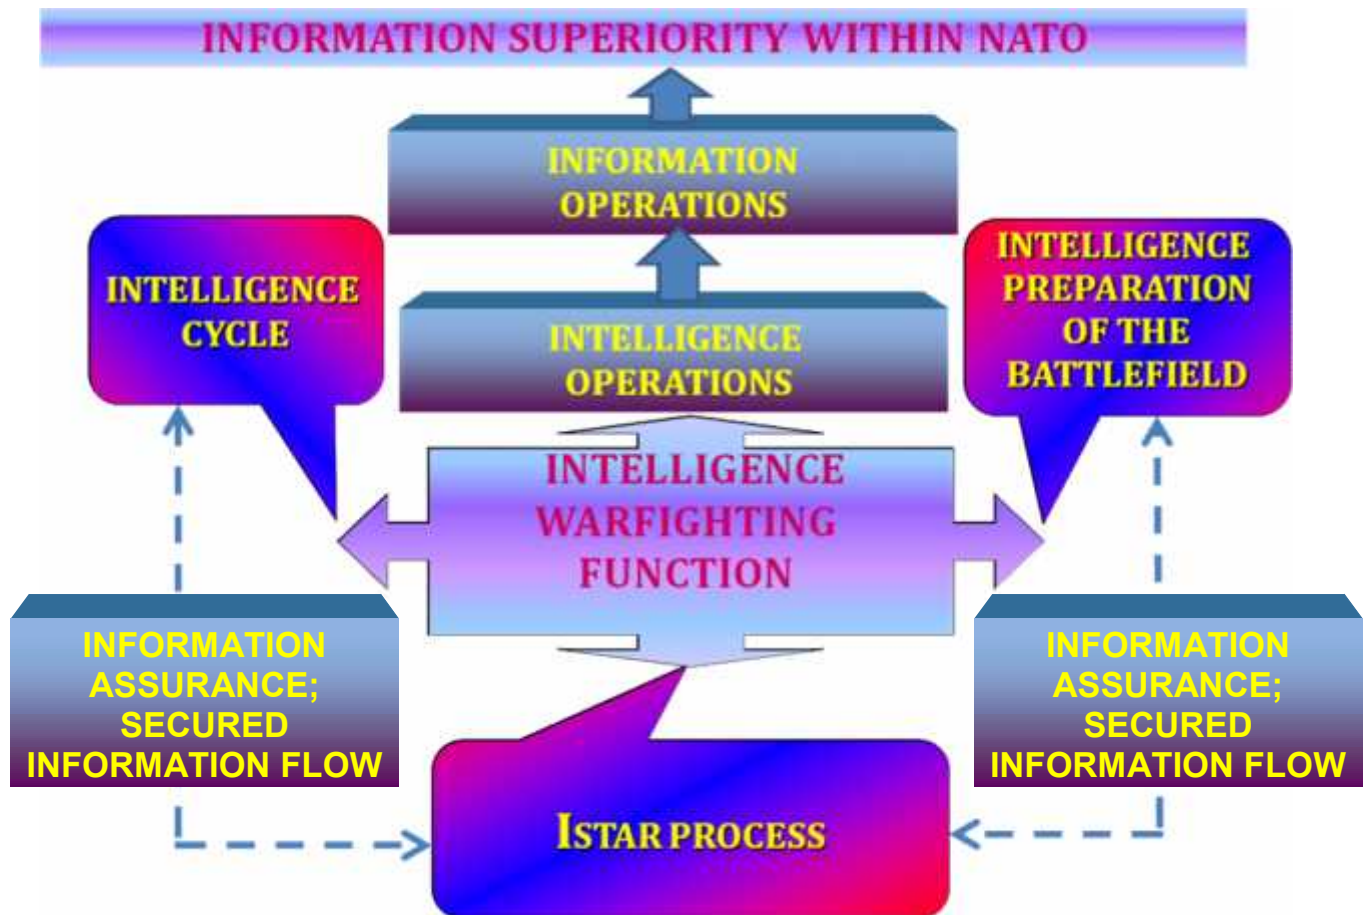 INFORMATION SUPERIORITY WITHIN NATO
INFORMATION
OPERATIONS
INTELLIGENCE
CYCLE
INTELLIGENCE
PREPARATION
OF THE
BATTLEFIELD
INTELLIGENCE
OPERATIONS
INTELLIGENCE
WARFIGHTING
FUNCTION
INFORMATION
ASSURANCE;
SECURED
INFORMATION FLOW
INFORMATION
ASSURANCE;
SECURED
INFORMATION FLOW
ISTAR PROCESS